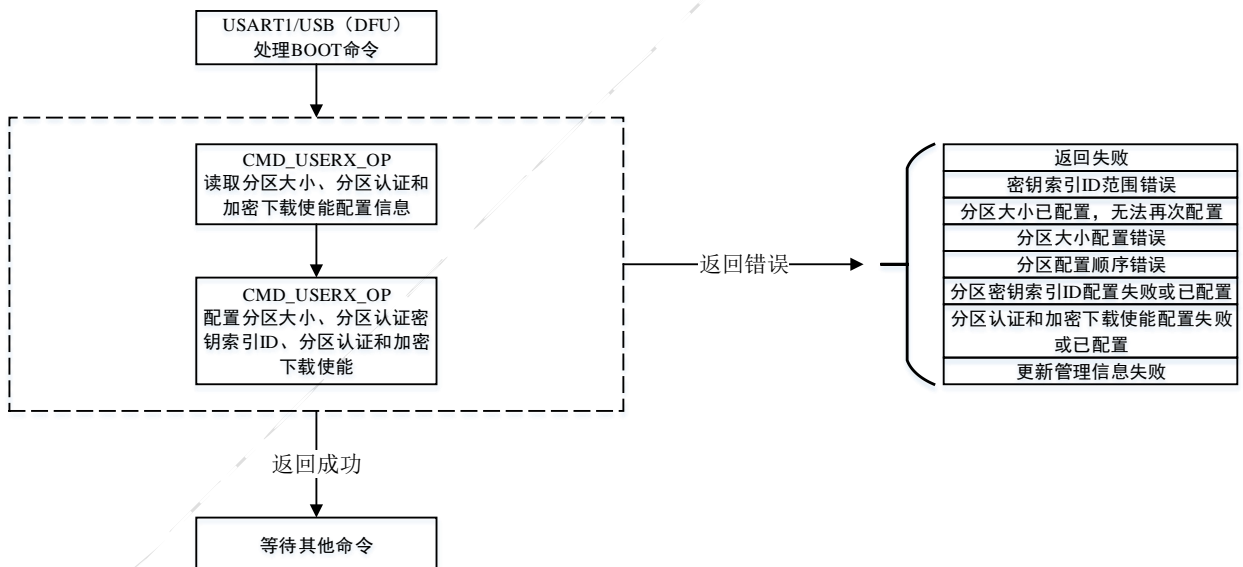 USART1/USB（DFU）
处理BOOT命令
CMD_USERX_OP
读取分区大小、分区认证和
加密下载使能配置信息
CMD_USERX_OP
配置分区大小、分区认证密
钥索引ID、分区认证和加密
下载使能
返回错误
返回失败
密钥索引ID范围错误
分区大小已配置，无法再次配置
分区大小配置错误
分区配置顺序错误
分区密钥索引ID配置失败或已配置
分区认证和加密下载使能配置失败
或已配置
更新管理信息失败
返回成功
等待其他命令